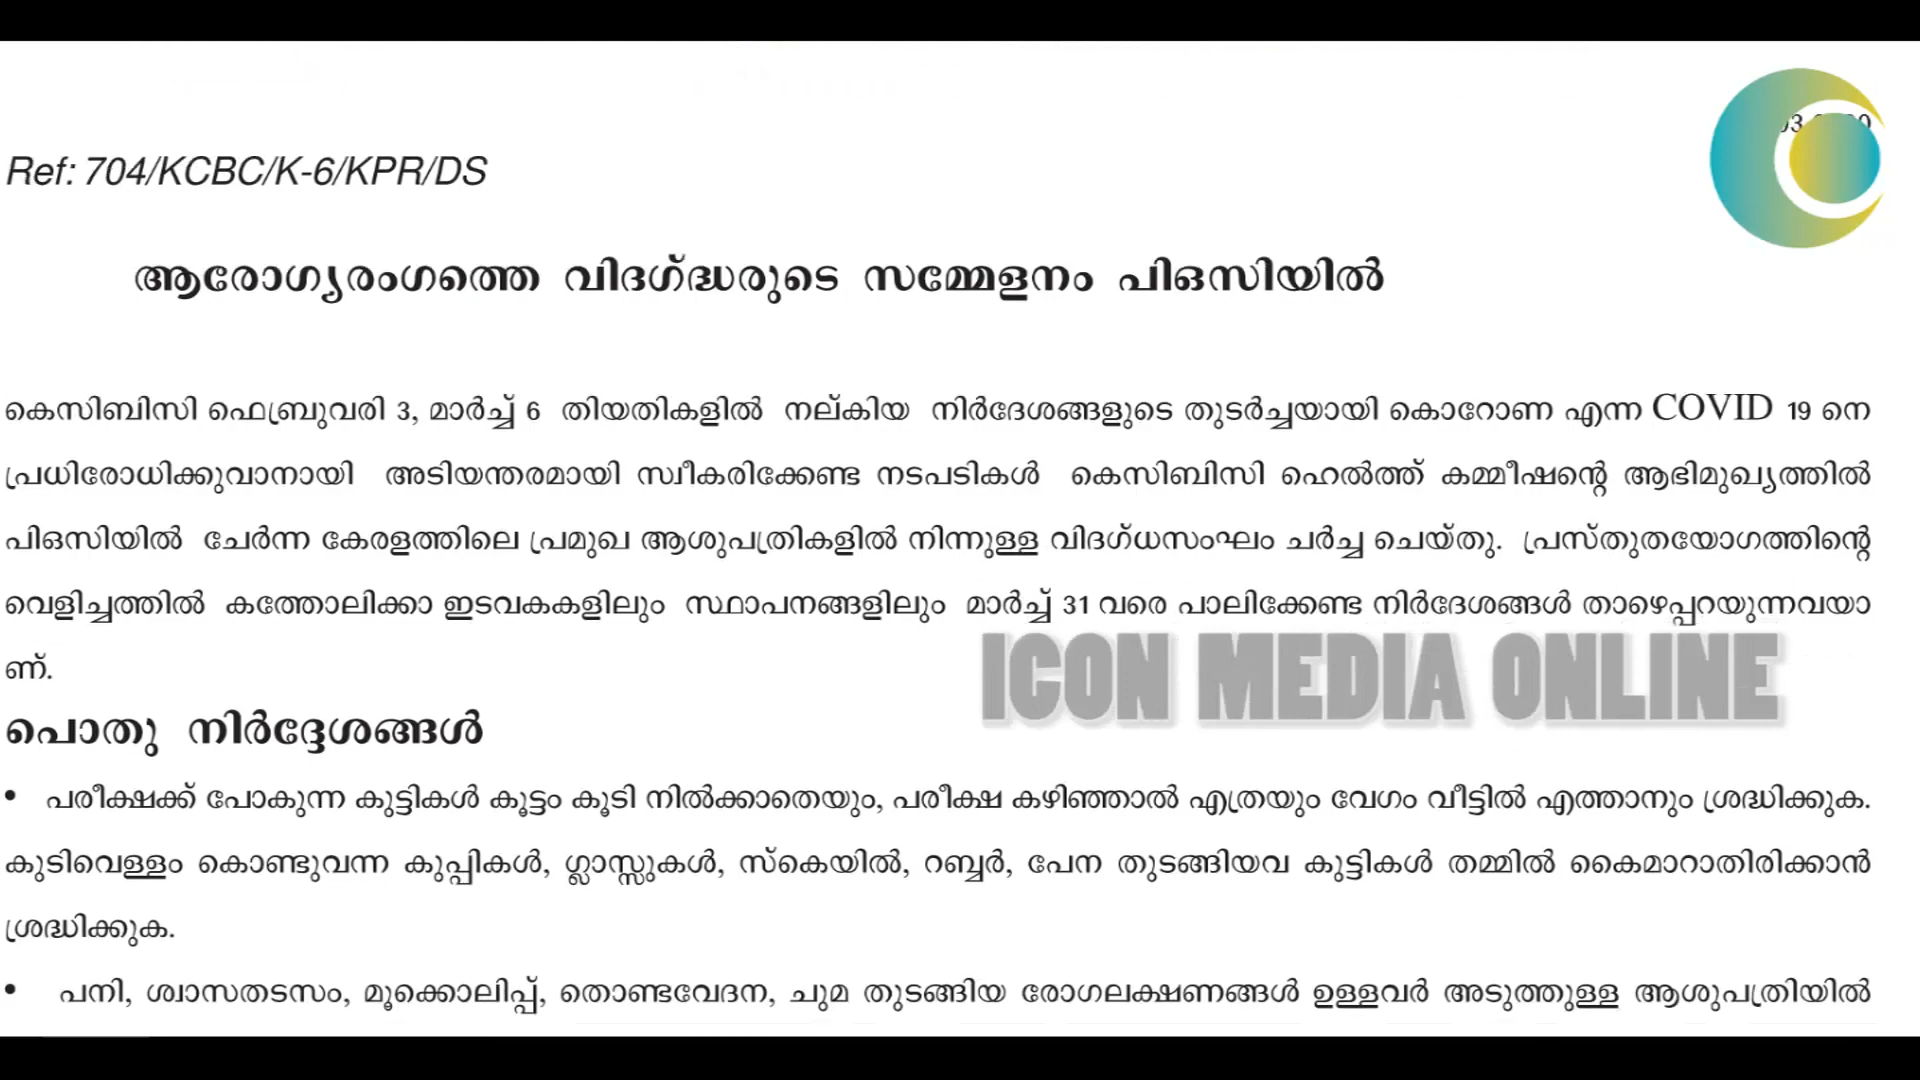 Ref: 704/KCBC/K-6/KPR/DS
ആരോഗ്യരംഗത്തെ വിദഗ്ദ്ധരുടെ സമ്മേളനം പിഒസിയിൽ
കെസിബിസി ഫെബ്രുവരി 3, മാർച്ച് 6 തിയതികളിൽ നല്കിയ നിർദേശങ്ങളുടെ തുടർച്ചയായി കൊറോണ എന്ന COVID 19 നെ
പ്രധിരോധിക്കുവാനായി അടിയന്തരമായി സ്വീകരിക്കേണ്ട നടപടികൾ കെസിബിസി ഹെൽത്ത് കമ്മീഷന്റെ ആഭിമുഖ്യത്തിൽ
പിഒസിയിൽ ചേർന്ന കേരളത്തിലെ പ്രമുഖ ആശുപത്രികളിൽ നിന്നുള്ള വിദഗ്ധസംഘം ചർച്ച ചെയ്തു. പ്രസ്തുതയോഗത്തിന്റെ
വെളിച്ചത്തിൽ കത്തോലിക്കാ ഇടവകകളിലും സ്ഥാപനങ്ങളിലും മാർച്ച് 31 വരെ പാലിക്കേണ്ട നിർദേശങ്ങൾ താഴെപ്പറയുന്നവയാ
ണ്.
ICON MEDIA ONLINE
പൊതു നിർദ്ദേശങ്ങൾ
• പരീക്ഷക്ക് പോകുന്ന കുട്ടികൾ കൂട്ടം കൂടി നിൽക്കാതെയും, പരീക്ഷ കഴിഞ്ഞാൽ എത്രയും വേഗം വീട്ടിൽ എത്താനും ശ്രദ്ധിക്കുക.
കുടിവെള്ളം കൊണ്ടുവന്ന കുപ്പികൾ, ഗ്ലാസ്സുകൾ, സ്കെയിൽ, റബ്ബർ, പേന തുടങ്ങിയവ കുട്ടികൾ തമ്മിൽ കൈമാറാതിരിക്കാൻ
ശ്രദ്ധിക്കുക.
• പനി, ശ്വാസതടസം, മൂക്കൊലിപ്പ്, തൊണ്ടവേദന, ചുമ തുടങ്ങിയ രോഗലക്ഷണങ്ങൾ ഉള്ളവർ അടുത്തുള്ള ആശുപത്രിയിൽ